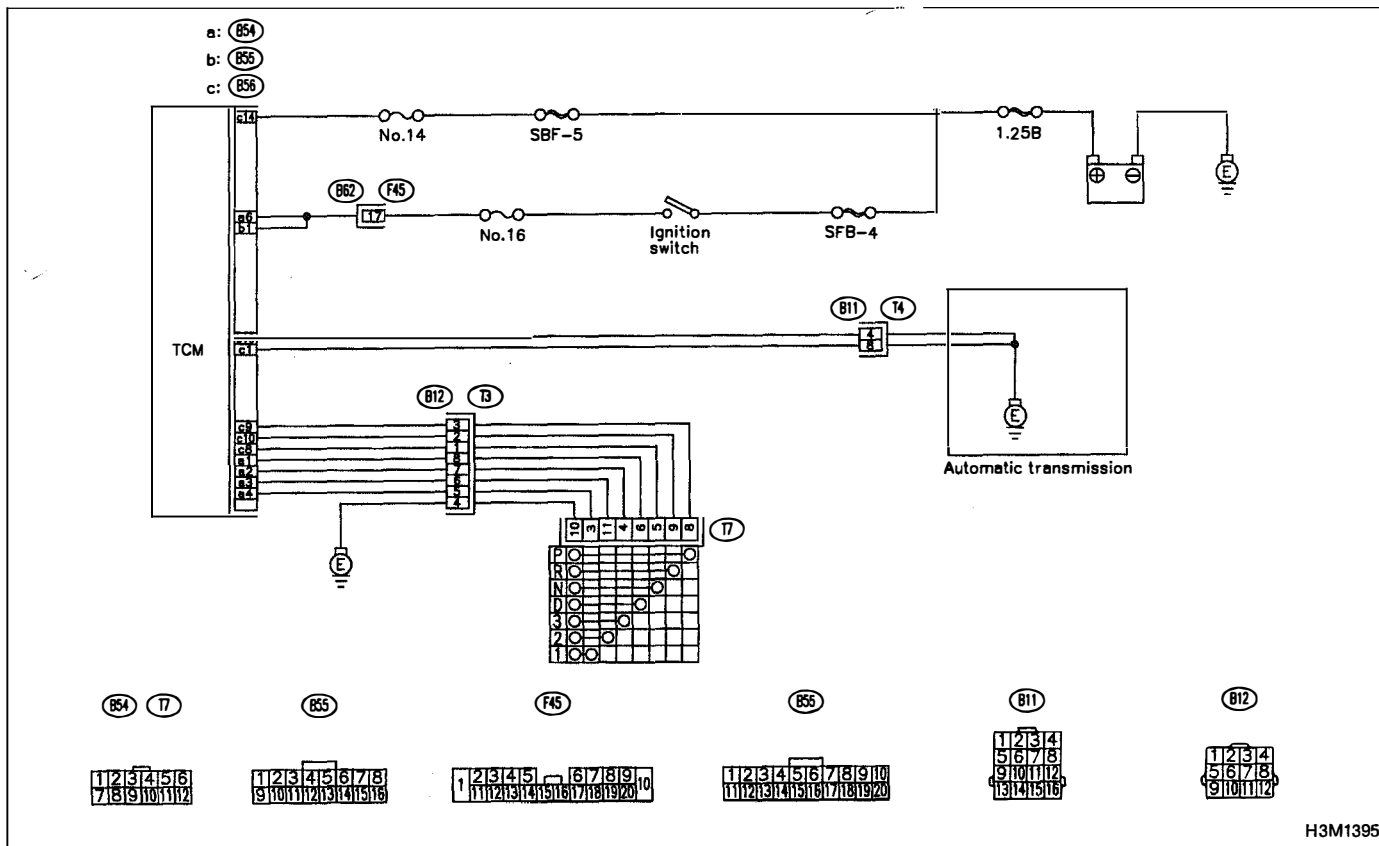 a: B54
b: B55
c: B56
c14
No.14
SBF-5
1.25B
⊕ ⊖
E
B62 F45
a6
b1
17
No.16
Ignition
switch
SFB-4
B11 T4
TCM
4
8
c1
E
Automatic transmission
B12 T3
c9 3
c10 2
c8 1
a1 8
a2 7
a3 6
a4 5
4
E
10 3 11 4 6 5 9 8 T7
P
R
N
D
3
2
1
B54 T7
1 2 3 4 5 6
7 8 9 10 11 12
B55
1 2 3 4 5 6 7 8
9 10 11 12 13 14 15 16
F45
1 2 3 4 5 6 7 8 9 10
11 12 13 14 15 16 17 18 19 20
B55
1 2 3 4 5 6 7 8 9 10
11 12 13 14 15 16 17 18 19 20
B11
1 2 3 4
5 6 7 8
9 10 11 12
13 14 15 16
B12
1 2 3 4
5 6 7 8
9 10 11 12
H3M1395